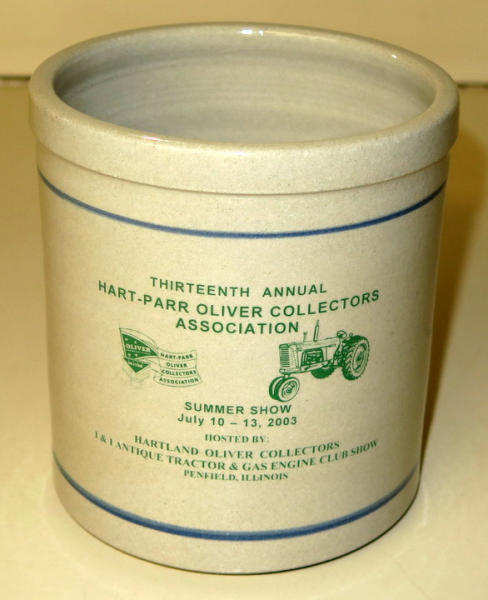 THIRTEENTH ANNUAL
HART-PARR OLIVER COLLECTORS
ASSOCIATION
OLIVER
HART-PARR
OLIVER
COLLECTORS
ASSOCIATION
SUMMER SHOW
July 10 – 13, 2003
HOSTED BY:
HARTLAND OLIVER COLLECTORS
I & I ANTIQUE TRACTOR & GAS ENGINE CLUB SHOW
PENFIELD, ILLINOIS